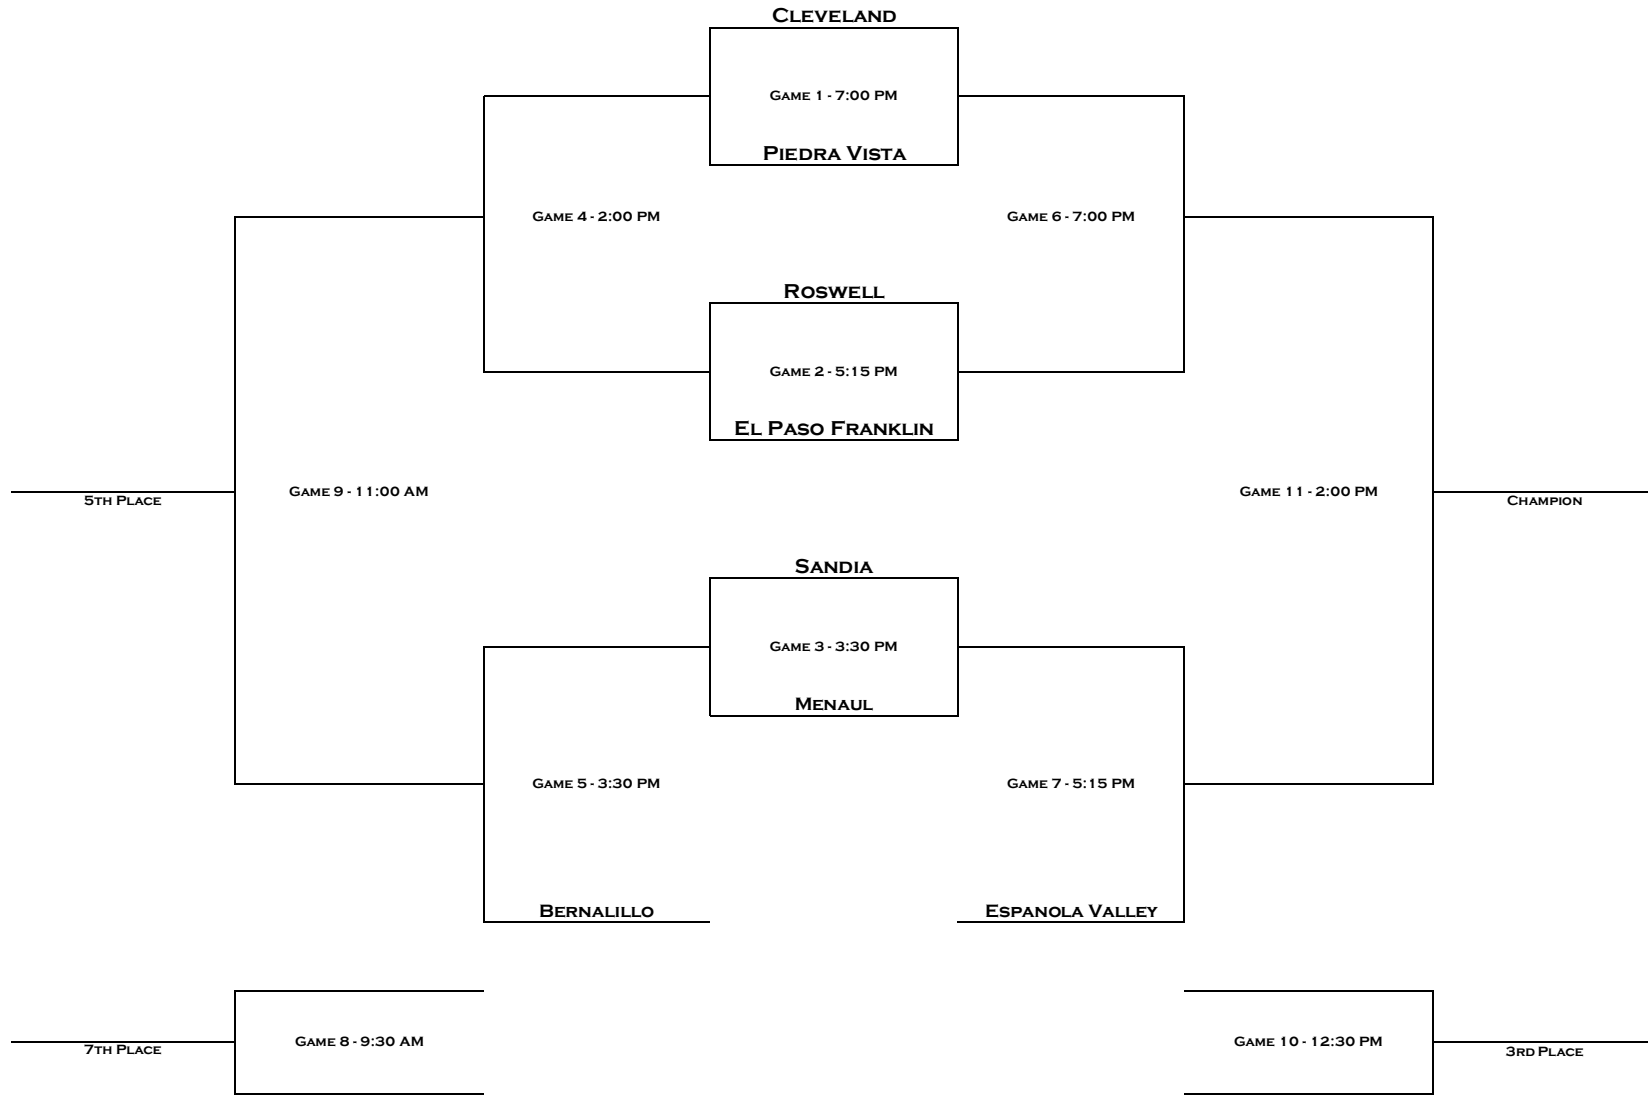 Cleveland
Game 1 - 7:00 PM
Piedra Vista
Game 4 - 2:00 PM
Game 6 - 7:00 PM
Roswell
Game 2 - 5:15 PM
El Paso Franklin
5th Place
Game 9 - 11:00 AM
Game 11 - 2:00 PM
Champion
Sandia
Game 3 - 3:30 PM
Menaul
Game 5 - 3:30 PM
Game 7 - 5:15 PM
Bernalillo
Espanola Valley
7th Place
Game 8 - 9:30 AM
Game 10 - 12:30 PM
3rd Place